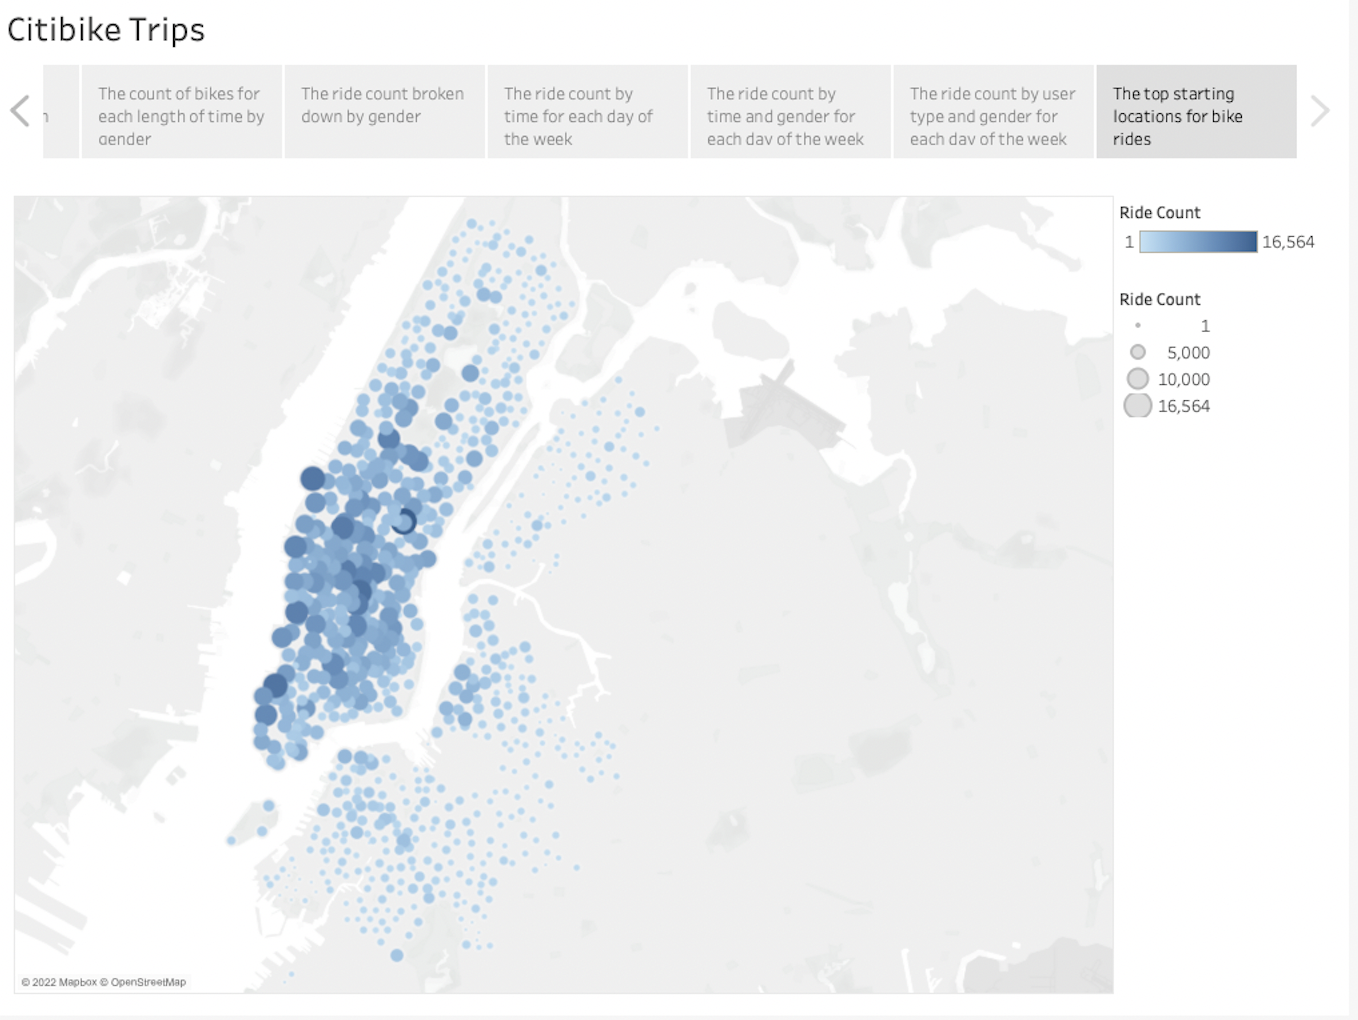 Citibike Trips
n
The count of bikes for
each length of time by
gender
The ride count broken
down by gender
The ride count by
time for each day of
the week
The ride count by
time and gender for
each day of the week
The ride count by user
type and gender for
each day of the week
The top starting
locations for bike
rides
Ride Count
1 16,564
Ride Count
1
5,000
10,000
16,564
© 2022 Mapbox © OpenStreetMap